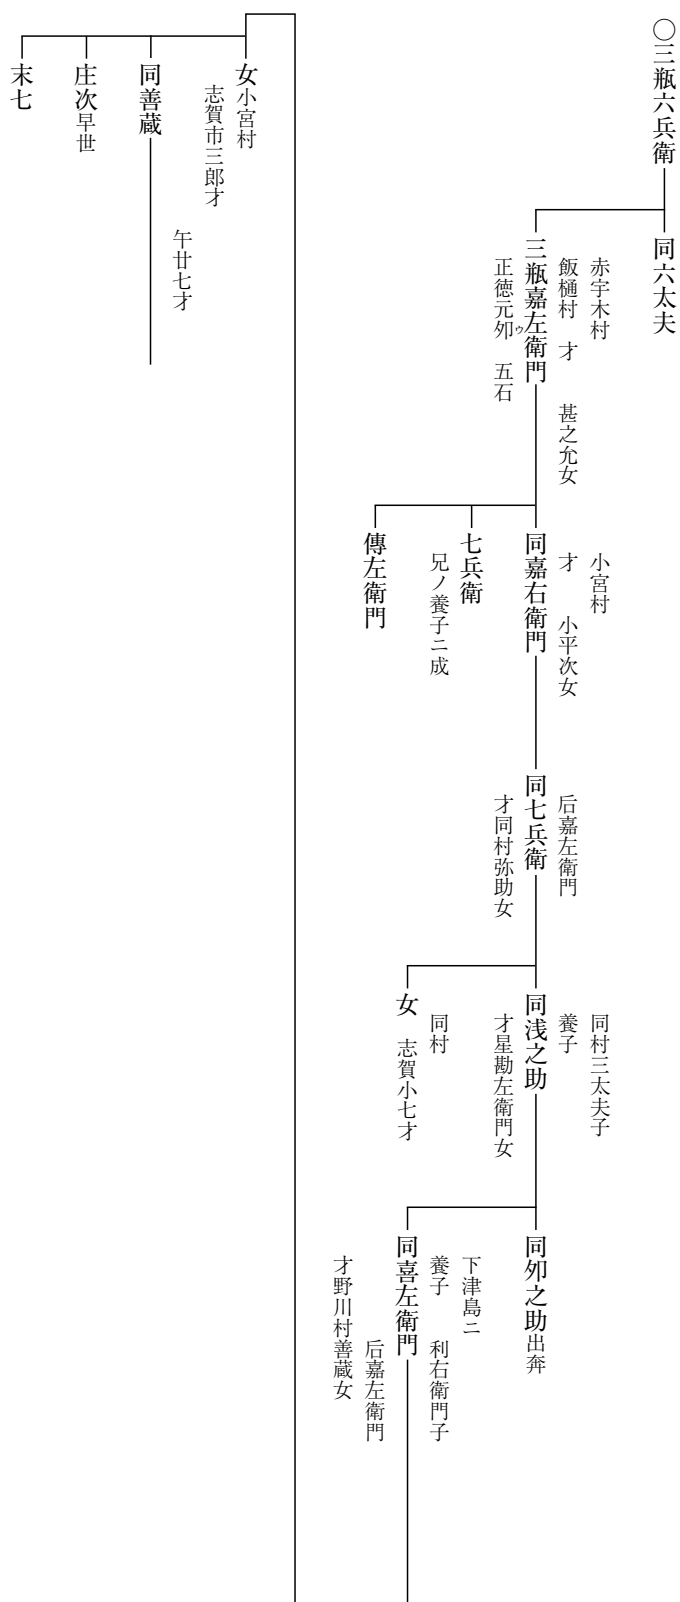 〇三瓶六兵衛
同六太夫
赤宇木村
飯樋村 才 甚之允女
三瓶嘉左衛門
正徳元夘ゥ 五石
小宮村
才 小平次女
同嘉右衛門
七兵衛
兄ノ養子ニ成
傳左衛門
后嘉左衛門
同七兵衛
才同村弥助女
同村三太夫子
養子
同浅之助
才星勘左衛門女
同村
女 志賀小七才
同夘之助出奔
下津島ニ
養子 利右衛門子
同喜左衛門
后嘉左衛門
才野川村善蔵女
女小宮村
志賀市三郎才
午廿七才
同善蔵
庄次早世
末七